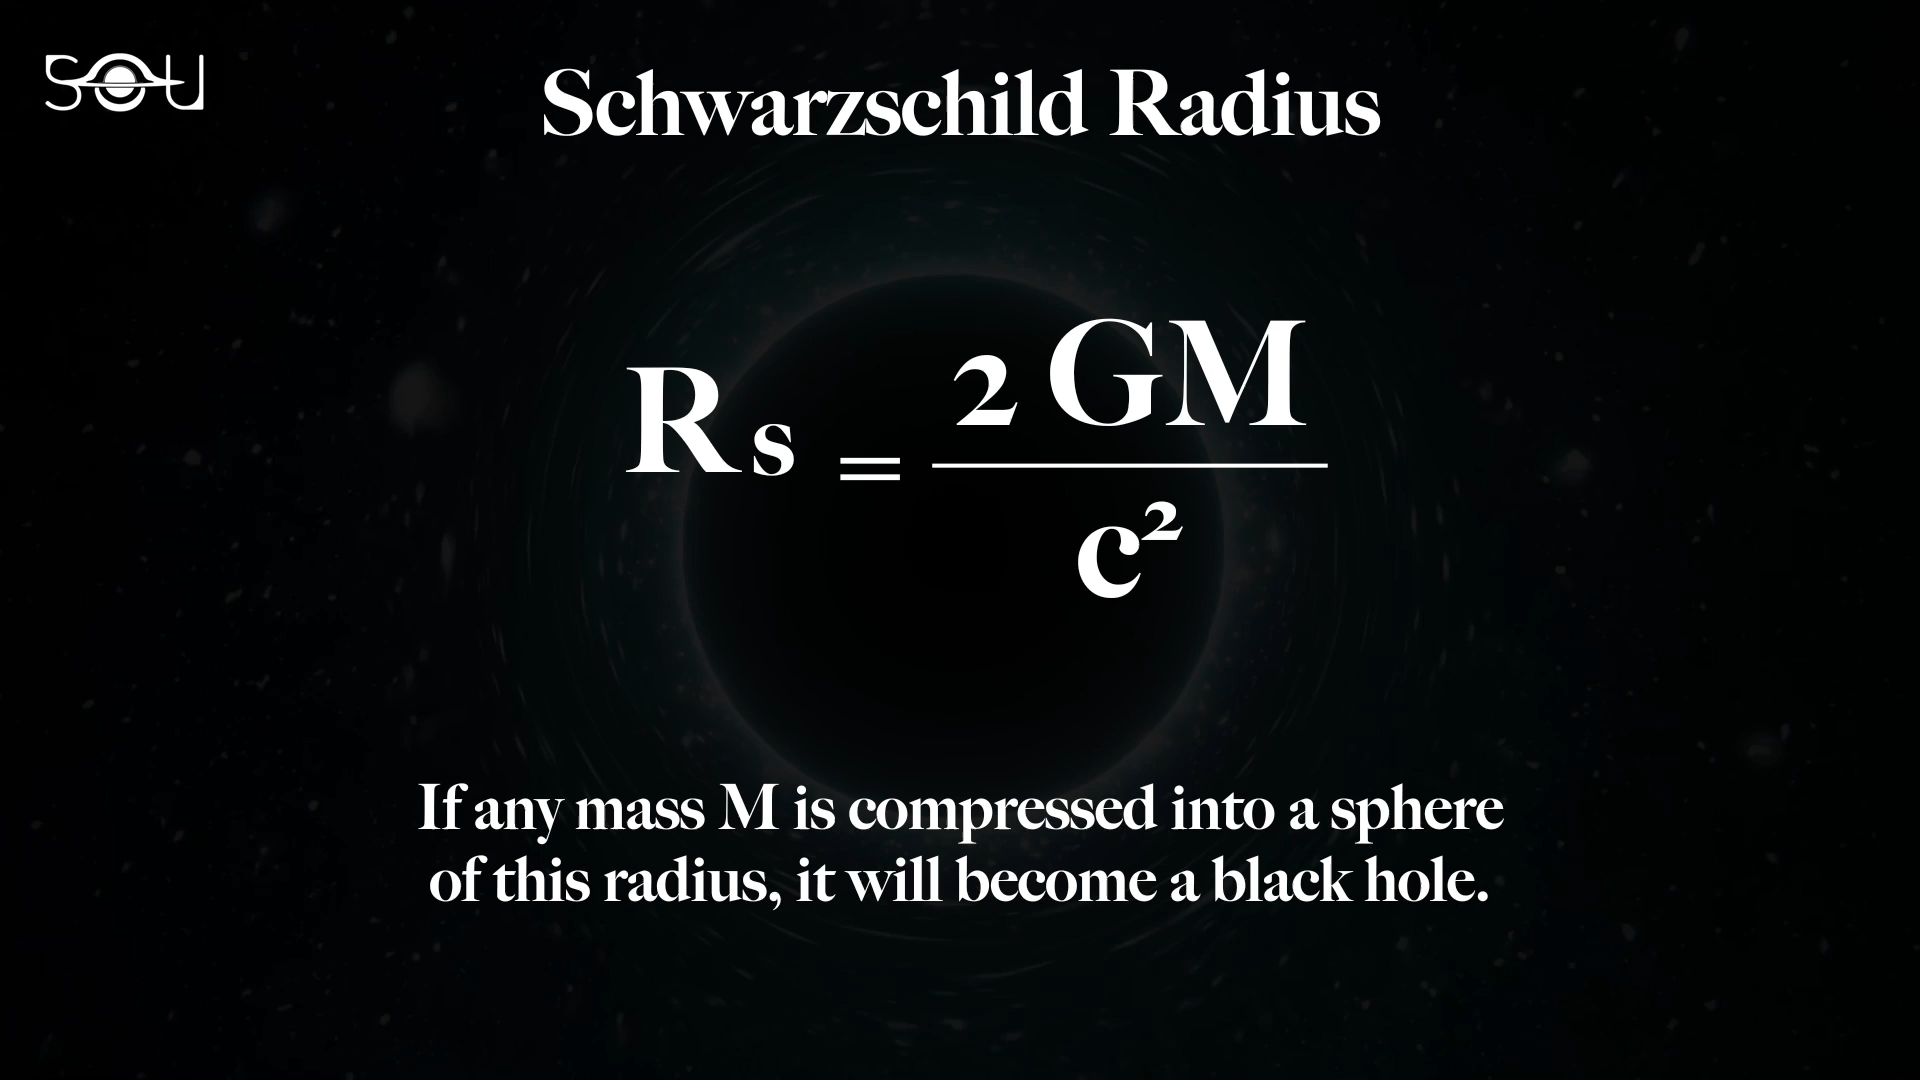 SOU
Schwarzschild Radius
Rs = 2 GM
c²
If any mass M is compressed into a sphere
of this radius, it will become a black hole.